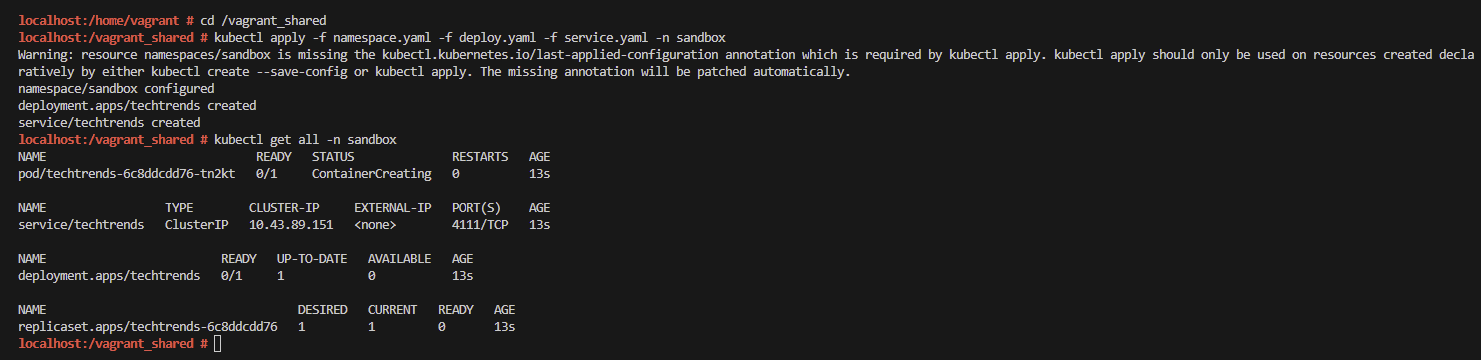 localhost:/home/vagrant # cd /vagrant_shared
localhost:/vagrant_shared # kubectl apply -f namespace.yaml -f deploy.yaml -f service.yaml -n sandbox
Warning: resource namespaces/sandbox is missing the kubectl.kubernetes.io/last-applied-configuration annotation which is required by kubectl apply. kubectl apply should only be used on resources created decla
ratively by either kubectl create --save-config or kubectl apply. The missing annotation will be patched automatically.
namespace/sandbox configured
deployment.apps/techtrends created
service/techtrends created
localhost:/vagrant_shared # kubectl get all -n sandbox
NAME                              READY   STATUS              RESTARTS   AGE
pod/techtrends-6c8ddcdd76-tn2kt   0/1     ContainerCreating   0          13s
NAME                 TYPE        CLUSTER-IP     EXTERNAL-IP   PORT(S)    AGE
service/techtrends   ClusterIP   10.43.89.151   <none>        4111/TCP   13s
NAME                         READY   UP-TO-DATE   AVAILABLE   AGE
deployment.apps/techtrends   0/1     1            0           13s
NAME                                    DESIRED   CURRENT   READY   AGE
replicaset.apps/techtrends-6c8ddcdd76   1         1         0       13s
localhost:/vagrant_shared #